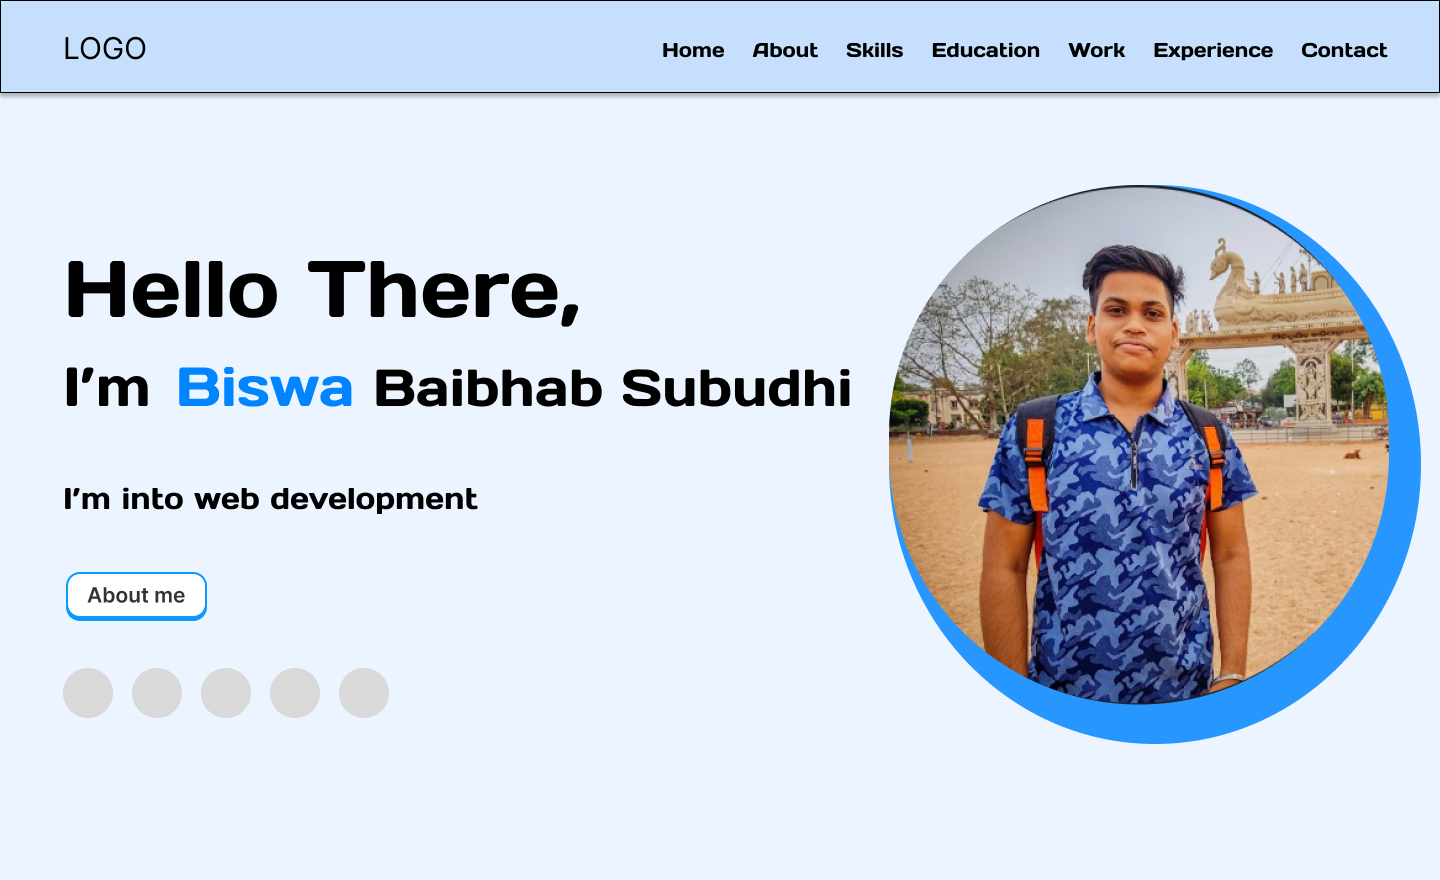 LOGO
Home About Skills Education Work Experience Contact
Hello There,
I'm Biswa Baibhab Subudhi
I'm into web development
About me